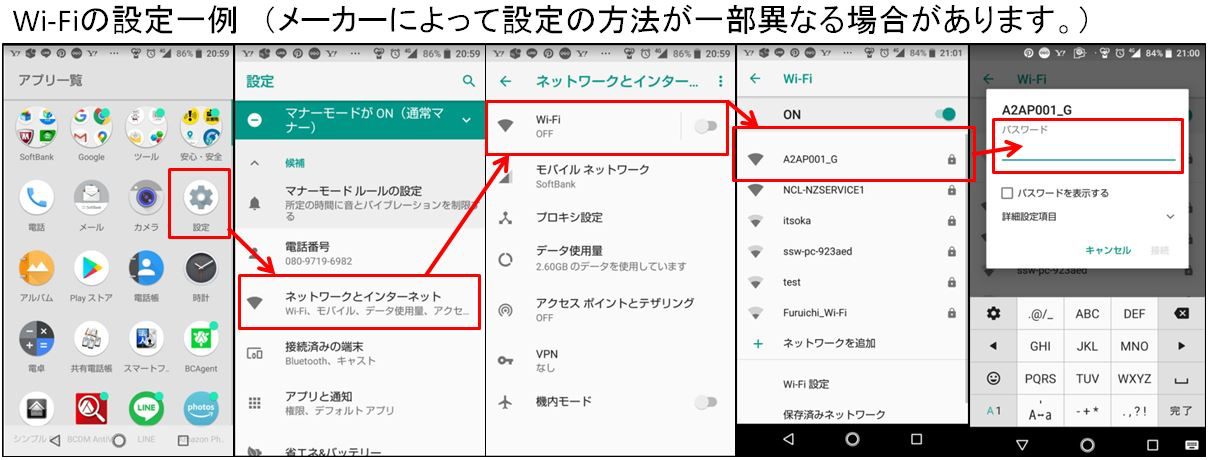 Wi-Fiの設定一例　（メーカーによって設定の方法が一部異なる場合があります。）
86% 20:59
アプリ一覧
SoftBank
Google
ツール
安心・安全
電話
メール
カメラ
設定
アルバム
Play ストア
電話帳
時計
電卓
共有電話帳
スマートフ..
BCAgent
LINE
photos
シンプル
BCDM AntiV
LINE
Amazon Ph..
86% 20:59
設定
マナーモードが ON（通常マ
ナー）
候補
マナーモード ルールの設定
所定の時間に音とバイブレーションを制限す
る
電話番号
080-9719-6982
ネットワークとインターネット
Wi-Fi、モバイル、データ使用量、アクセ...
接続済みの端末
Bluetooth、キャスト
アプリと通知
権限、デフォルト アプリ
省エネ&バッテリー
86% 20:59
ネットワークとインター...
Wi-Fi
OFF
モバイル ネットワーク
SoftBank
プロキシ設定
データ使用量
2.60GB のデータを使用しています
アクセス ポイントとテザリング
OFF
VPN
なし
機内モード
84% 21:01
Wi-Fi
ON
A2AP001_G
NCL-NZSERVICE1
itsoka
ssw-pc-923aed
test
Furuichi_Wi-Fi
ネットワークを追加
Wi-Fi 設定
保存済みネットワーク
84% 21:00
Wi-Fi
A2AP001_G
パスワード
パスワードを表示する
詳細設定項目
キャンセル
接続
ssw-pc-923aed
.@/_
ABC
DEF
GHI
JKL
MNO
PQRS
TUV
WXYZ
A1
A↔a
-+*
.,?!
完了